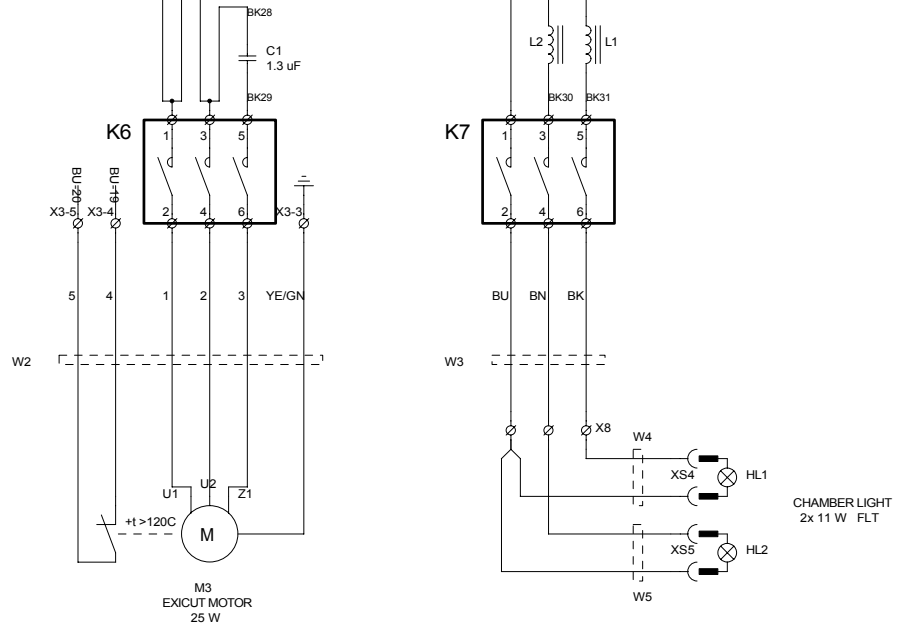 BK28
C1
1.3 uF
BK29
L2
L1
BK30
BK31
K6
1
3
5
2
4
6
K7
1
3
5
2
4
6
BU-20
BU-19
X3-5
X3-4
X3-3
5
4
1
2
3
YE/GN
BU
BN
BK
W2
W3
X8
W4
XS4
HL1
CHAMBER LIGHT
2x 11 W FLT
XS5
HL2
W5
U1
U2
Z1
+t >120C
M
M3
EXICUT MOTOR
25 W